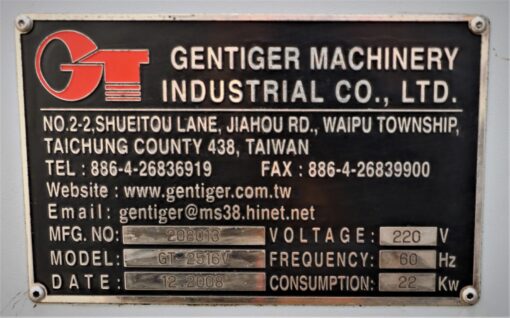 GT GENTIGER MACHINERY
INDUSTRIAL CO., LTD.
NO.2-2,SHUEITOU LANE, JIAHOU RD., WAIPU TOWNSHIP,
TAICHUNG COUNTY 438, TAIWAN
TEL : 886-4-26836919 FAX : 886-4-26839900
Website : www.gentiger.com.tw
Email : gentiger@ms38.hinet.net
MFG. NO: 208013 VOLTAGE : 220 V
MODEL: GT-2516V FREQUENCY: 60 Hz
DATE : 12.2008 CONSUMPTION: 22 Kw